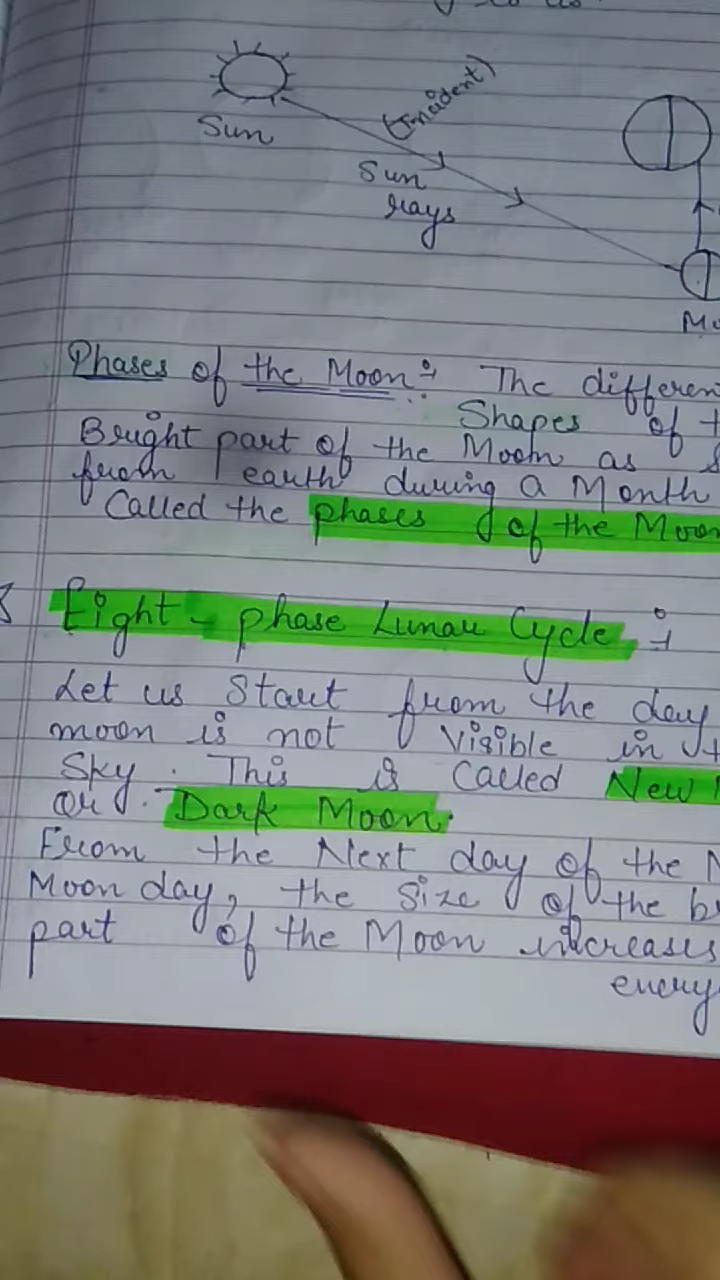 Sun
(Incident)
Sun
rays
Phases of the Moon :- The differen
Shapes of t
Bright part of the Moon as s
from earth during a Month
Called the phases of the Moon
Eight - phase Lunar Cycle :-
Let us Start from the day
moon is not Visible in t
Sky. This is Called New
or Dark Moon.
From the Next day of the N
Moon day, the size of the b
part of the Moon increases
every